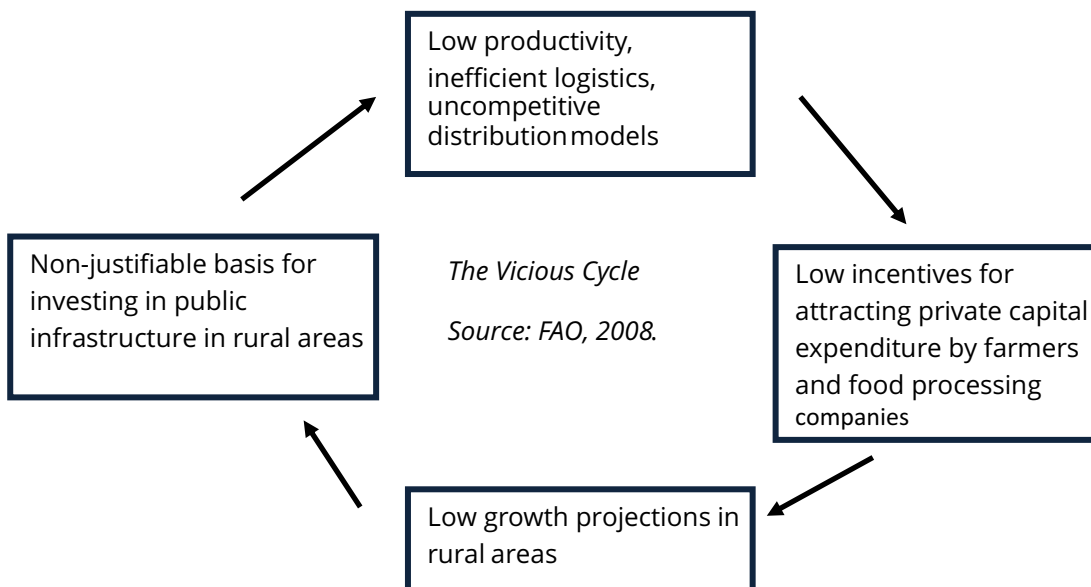 Low productivity,
inefficient logistics,
uncompetitive
distribution models
Non-justifiable basis for
investing in public
infrastructure in rural areas
The Vicious Cycle
Source: FAO, 2008.
Low incentives for
attracting private capital
expenditure by farmers
and food processing
companies
Low growth projections in
rural areas